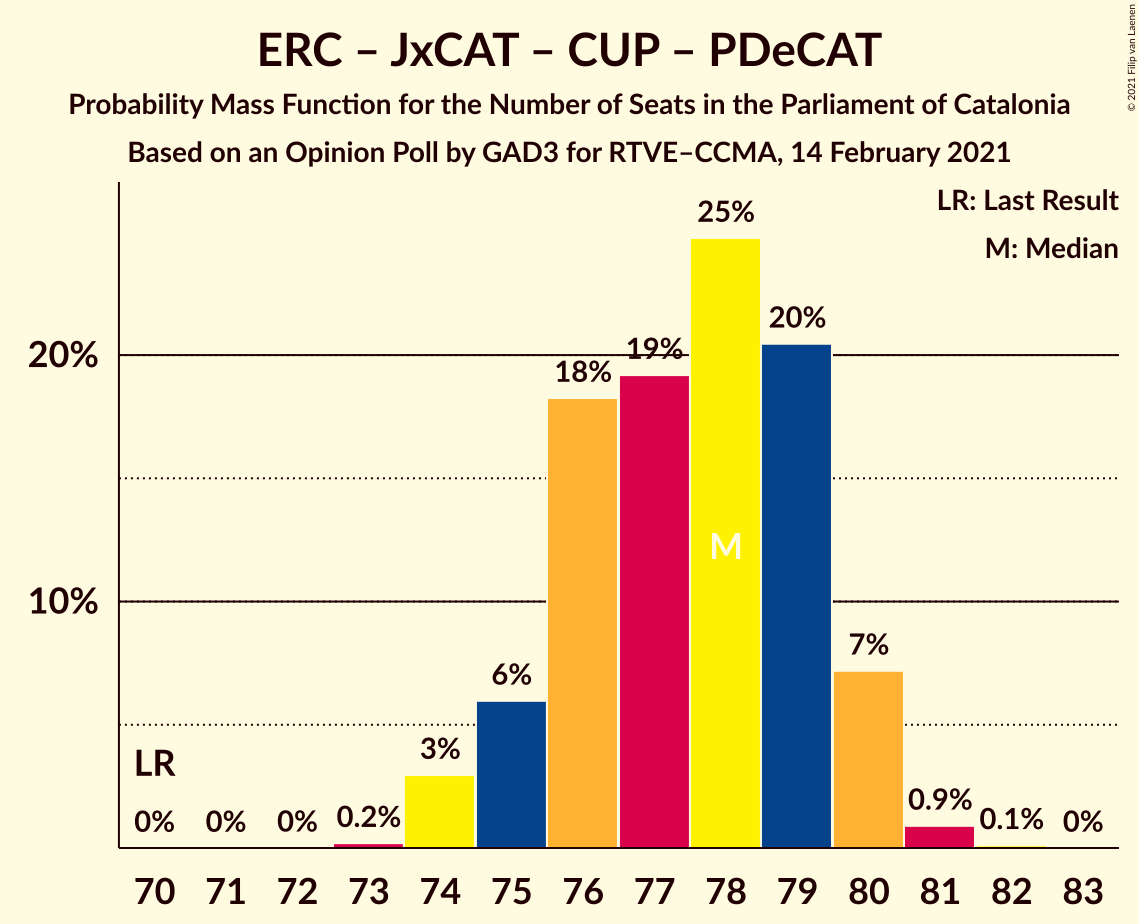 ERC – JxCAT – CUP – PDeCAT
Probability Mass Function for the Number of Seats in the Parliament of Catalonia
Based on an Opinion Poll by GAD3 for RTVE–CCMA, 14 February 2021
© 2021 Filip van Laenen
LR: Last Result
M: Median
25%
20%
20%
19%
18%
M
10%
7%
6%
3%
LR
0%
0%
0%
0.2%
0.9%
0.1%
0%
70 71 72 73 74 75 76 77 78 79 80 81 82 83